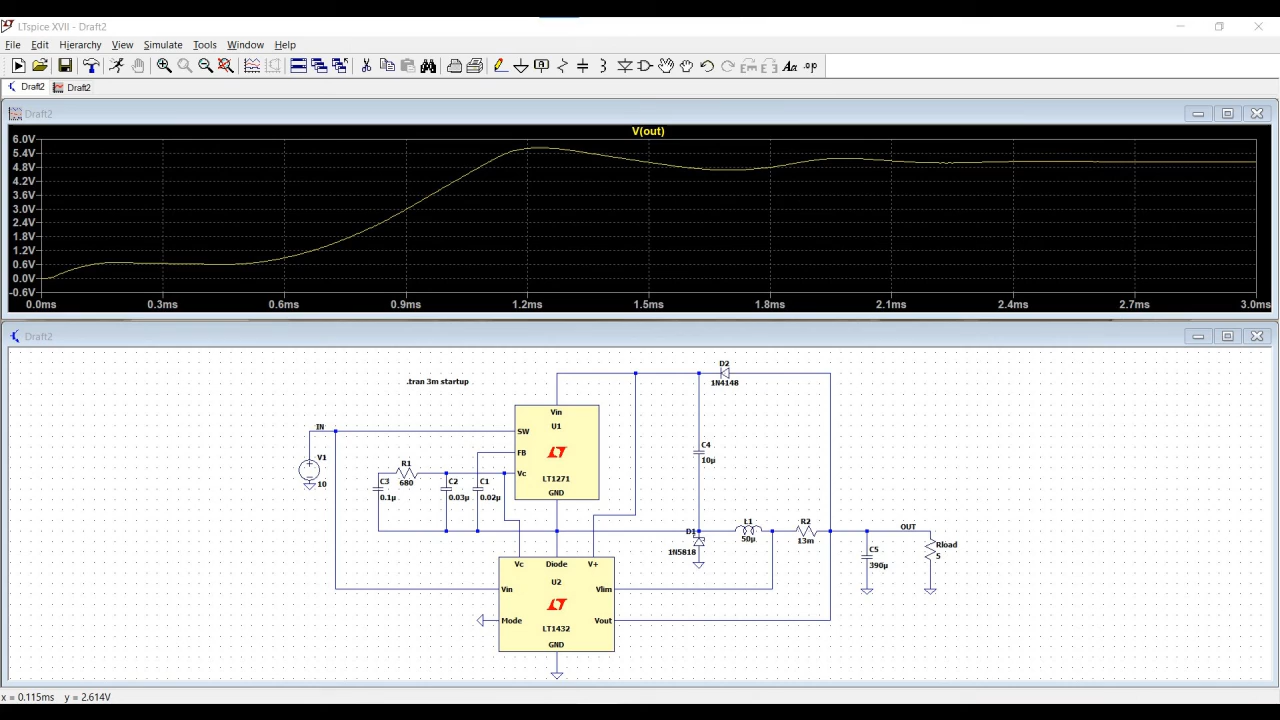 LTspice XVII - Draft2
File Edit Hierarchy View Simulate Tools Window Help
Aa .op
Draft2 Draft2
Draft2
V(out)
6.0V
5.4V
4.8V
4.2V
3.6V
3.0V
2.4V
1.8V
1.2V
0.6V
0.0V
-0.6V
0.0ms 0.3ms 0.6ms 0.9ms 1.2ms 1.5ms 1.8ms 2.1ms 2.4ms 2.7ms 3.0ms
Draft2
.tran 3m startup
D2
1N4148
IN
V1
10
Vin
U1
SW
FB
Vc
LT1271
GND
R1
680
C3
0.1µ
C2
0.03µ
C1
0.02µ
C4
10µ
D1
1N5818
L1
50µ
R2
13m
OUT
C5
390µ
Rload
5
Vc Diode V+
U2
Vin Vlim
Mode Vout
LT1432
GND
x = 0.115ms y = 2.614V